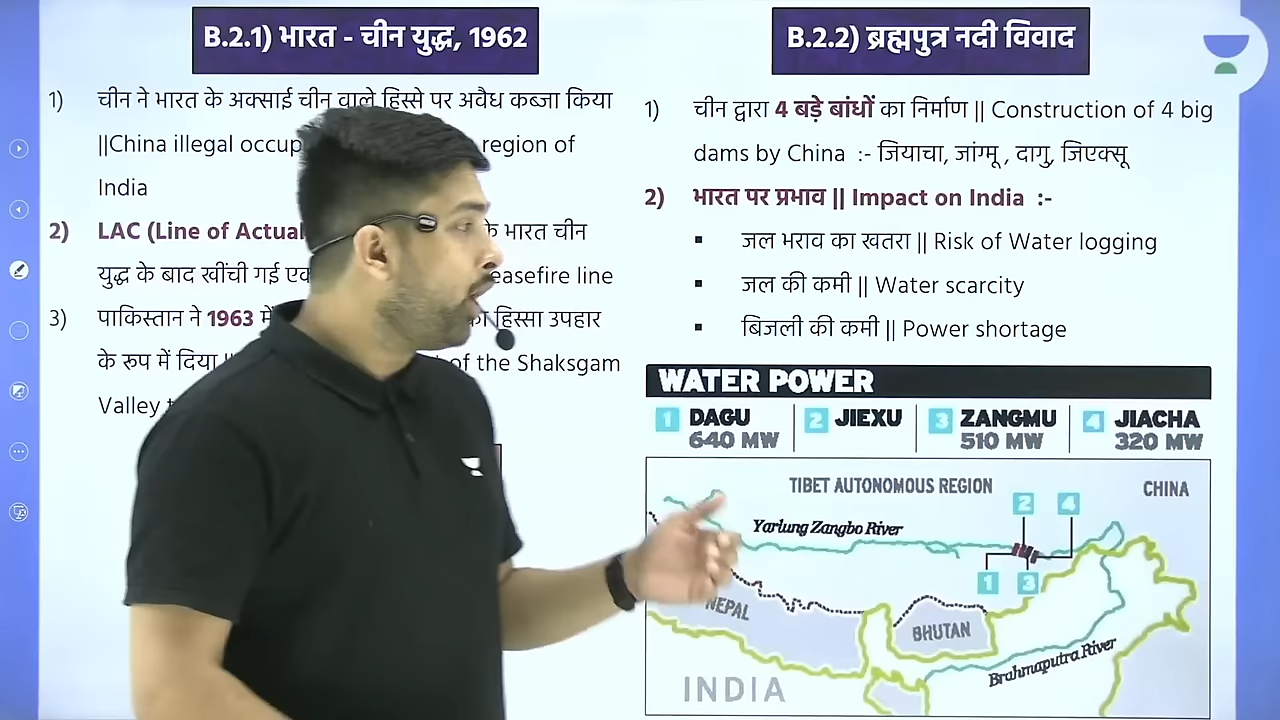 B.2.1) भारत - चीन युद्ध, 1962
1) चीन ने भारत के अक्साई चीन वाले हिस्से पर अवैध कब्जा किया
||China illegal occup region of
India
2) LAC (Line of Actual के भारत चीन
युद्ध के बाद खींची गई easefire line
3) पाकिस्तान ने 1963 में का हिस्सा उपहार
के रूप में दिया || of the Shaksgam
Valley
B.2.2) ब्रह्मपुत्र नदी विवाद
1) चीन द्वारा 4 बड़े बांधों का निर्माण || Construction of 4 big
dams by China :- जियाचा, जांग्मू , दागु, जिएक्सू
2) भारत पर प्रभाव || Impact on India :-
▪ जल भराव का खतरा || Risk of Water logging
▪ जल की कमी || Water scarcity
▪ बिजली की कमी || Power shortage
WATER POWER
1 DAGU 2 JIEXU 3 ZANGMU 4 JIACHA
640 MW 510 MW 320 MW
TIBET AUTONOMOUS REGION CHINA
2 4
Yarlung Zangbo River
1 3
NEPAL
BHUTAN
Brahmaputra River
INDIA